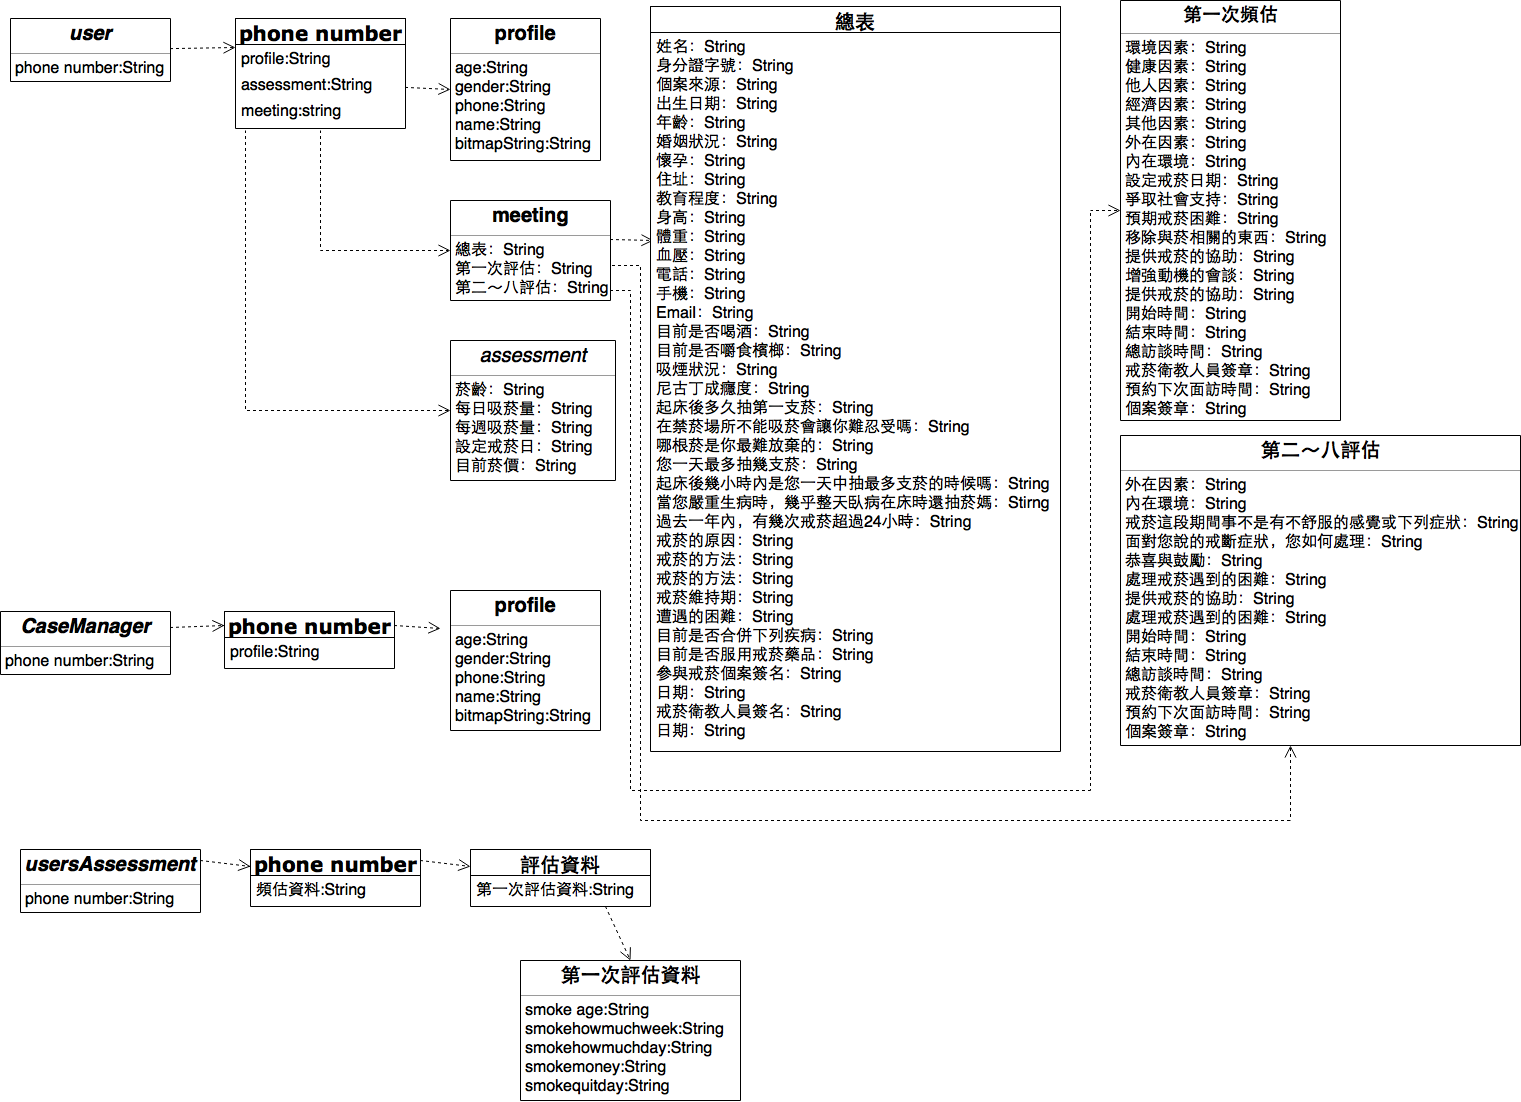 user
phone number:String
phone number
profile:String
assessment:String
meeting:string
profile
age:String
gender:String
phone:String
name:String
bitmapString:String
meeting
總表：String
第一次評估：String
第二～八評估：String
assessment
菸齡：String
每日吸菸量：String
每週吸菸量：String
設定戒菸日：String
目前菸價：String
總表
姓名：String
身分證字號：String
個案來源：String
出生日期：String
年齡：String
婚姻狀況：String
懷孕：String
住址：String
教育程度：String
身高：String
體重：String
血壓：String
電話：String
手機：String
Email：String
目前是否喝酒：String
目前是否嚼食檳榔：String
吸煙狀況：String
尼古丁成癮度：String
起床後多久抽第一支菸：String
在禁菸場所不能吸菸會讓你難忍受嗎：String
哪根菸是你最難放棄的：String
您一天最多抽幾支菸：String
起床後幾小時內是您一天中抽最多支菸的時候嗎：String
當您嚴重生病時，幾乎整天臥病在床時還抽菸媽：Stirng
過去一年內，有幾次戒菸超過24小時：String
戒菸的原因：String
戒菸的方法：String
戒菸的方法：String
戒菸維持期：String
遭遇的困難：String
目前是否合併下列疾病：String
目前是否服用戒菸藥品：String
參與戒菸個案簽名：String
日期：String
戒菸衛教人員簽名：String
日期：String
第一次頻估
環境因素：String
健康因素：String
他人因素：String
經濟因素：String
其他因素：String
外在因素：String
內在環境：String
設定戒菸日期：String
爭取社會支持：String
預期戒菸困難：String
移除與菸相關的東西：String
提供戒菸的協助：String
增強動機的會談：String
提供戒菸的協助：String
開始時間：String
結束時間：String
總訪談時間：String
戒菸衛教人員簽章：String
預約下次面訪時間：String
個案簽章：String
第二～八評估
外在因素：String
內在環境：String
戒菸這段期間事不是有不舒服的感覺或下列症狀：String
面對您說的戒斷症狀，您如何處理：String
恭喜與鼓勵：String
處理戒菸遇到的困難：String
提供戒菸的協助：String
處理戒菸遇到的困難：String
開始時間：String
結束時間：String
總訪談時間：String
戒菸衛教人員簽章：String
預約下次面訪時間：String
個案簽章：String
CaseManager
phone number:String
phone number
profile:String
profile
age:String
gender:String
phone:String
name:String
bitmapString:String
usersAssessment
phone number:String
phone number
頻估資料:String
評估資料
第一次評估資料:String
第一次評估資料
smoke age:String
smokehowmuchweek:String
smokehowmuchday:String
smokemoney:String
smokequitday:String